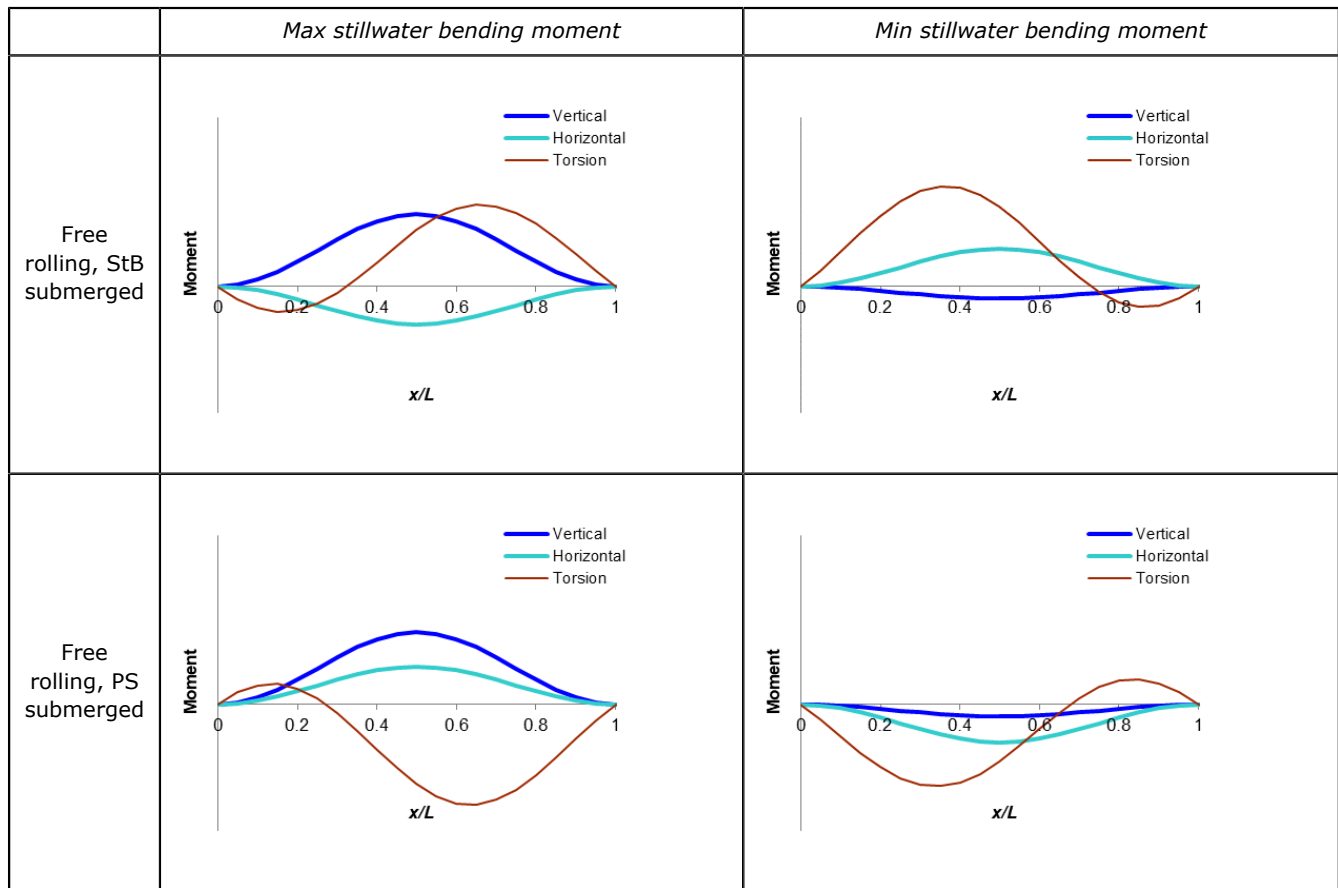 Max stillwater bending moment
Min stillwater bending moment
Free
rolling, StB
submerged
Vertical
Horizontal
Torsion
Moment
0
0.2
0.4
0.6
0.8
1
x/L
Vertical
Horizontal
Torsion
Moment
0
0.2
0.4
0.6
0.8
1
x/L
Free
rolling, PS
submerged
Vertical
Horizontal
Torsion
Moment
0
0.2
0.4
0.6
0.8
1
x/L
Vertical
Horizontal
Torsion
Moment
0
0.2
0.4
0.6
0.8
1
x/L